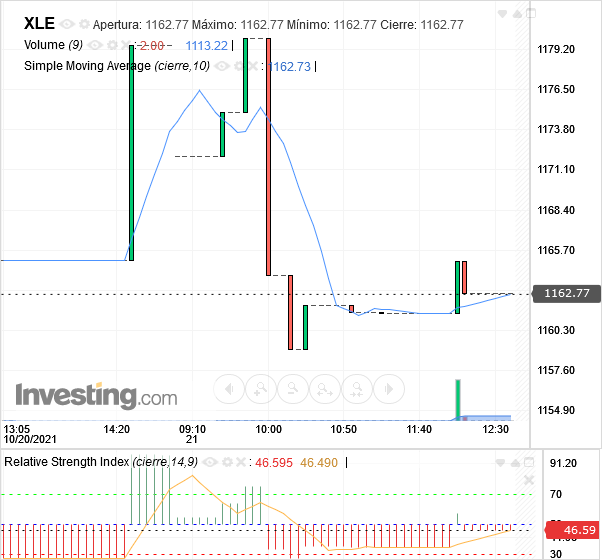 XLE Apertura: 1162.77 Máximo: 1162.77 Mínimo: 1162.77 Cierre: 1162.77
Volume (9) : 2.00 1113.22
Simple Moving Average (cierre,10) : 1162.73
1179.20
1176.50
1173.80
1171.10
1168.40
1165.70
1162.77
1160.30
1157.60
1154.90
Investing.com
13:05 14:20 09:10 10:00 10:50 11:40 12:30
10/20/2021 21
Relative Strength Index (cierre,14,9) : 46.595 46.490
91.20
70
46.59
30